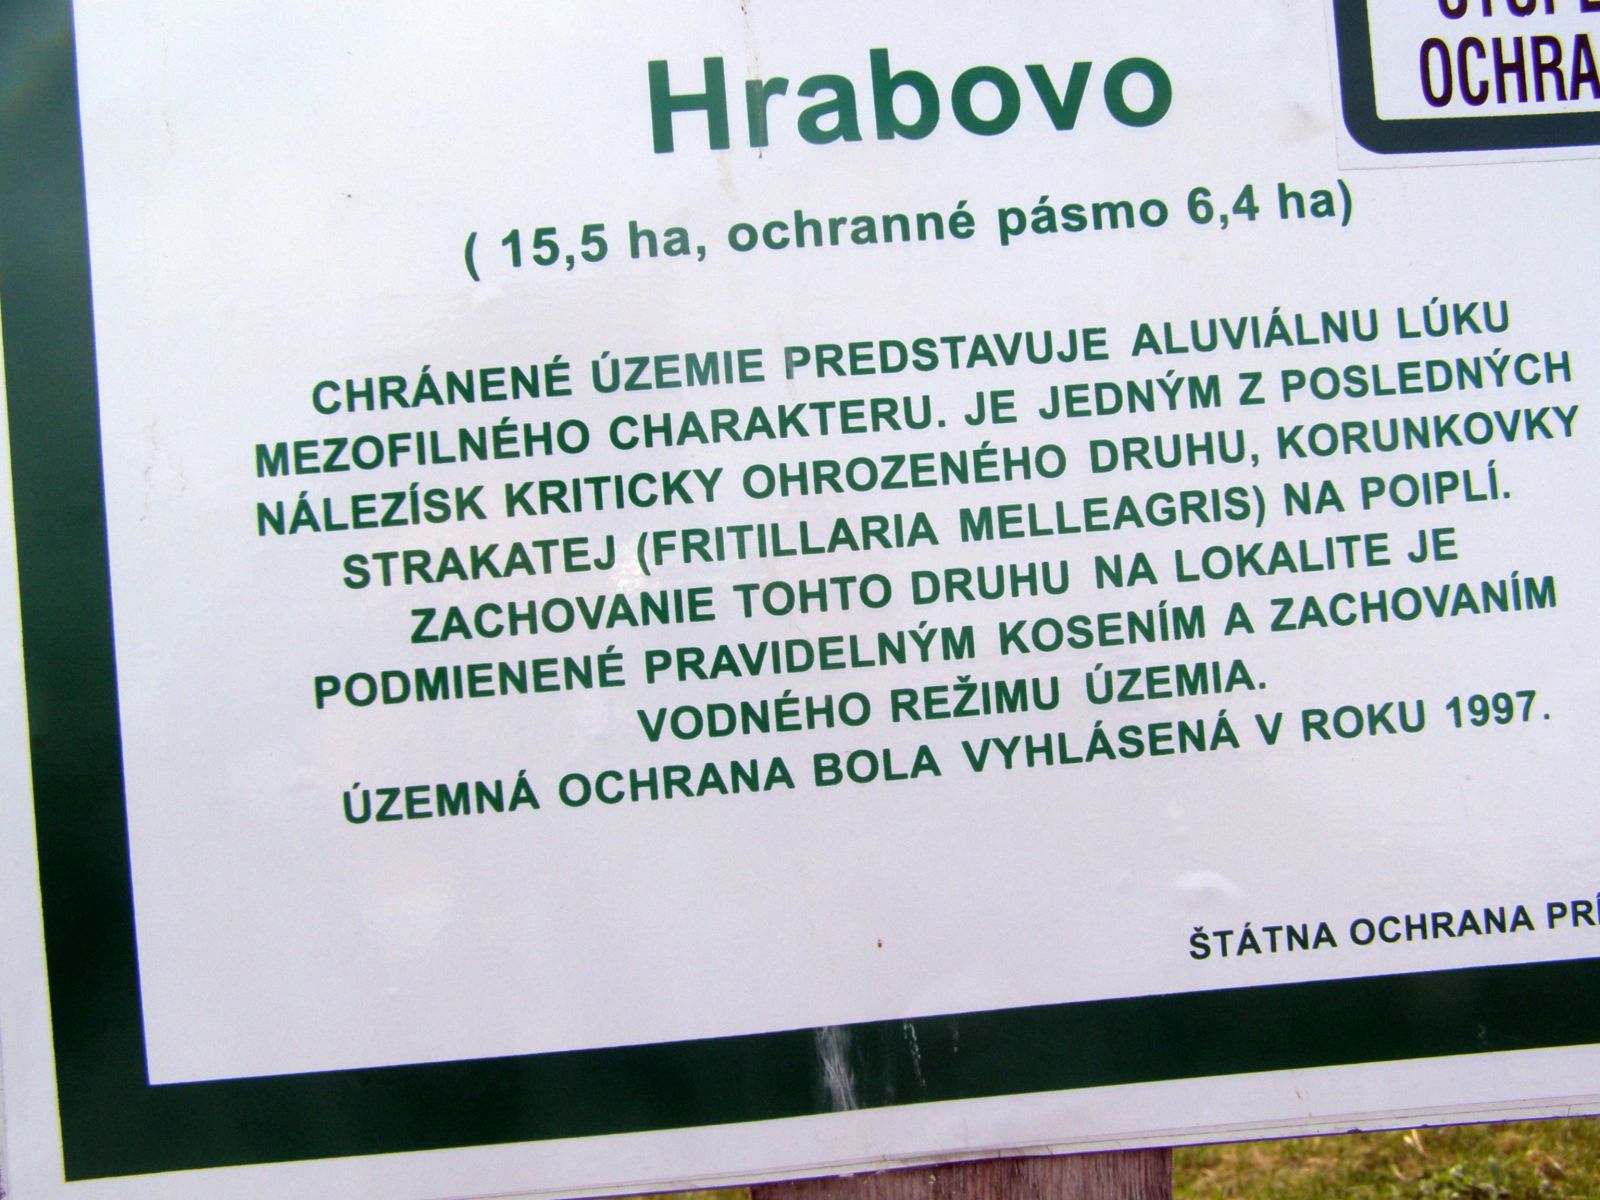 OCHRA
Hrabovo
( 15,5 ha, ochranné pásmo 6,4 ha)
CHRÁNENÉ ÚZEMIE PREDSTAVUJE ALUVIÁLNU LÚKU
MEZOFILNÉHO CHARAKTERU. JE JEDNÝM Z POSLEDNÝCH
NÁLEZÍSK KRITICKY OHROZENÉHO DRUHU, KORUNKOVKY
STRAKATEJ (FRITILLARIA MELLEAGRIS) NA POIPLÍ.
ZACHOVANIE TOHTO DRUHU NA LOKALITE JE
PODMIENENÉ PRAVIDELNÝM KOSENÍM A ZACHOVANÍM
VODNÉHO REŽIMU ÚZEMIA.
ÚZEMNÁ OCHRANA BOLA VYHLÁSENÁ V ROKU 1997.
ŠTÁTNA OCHRANA PRÍ